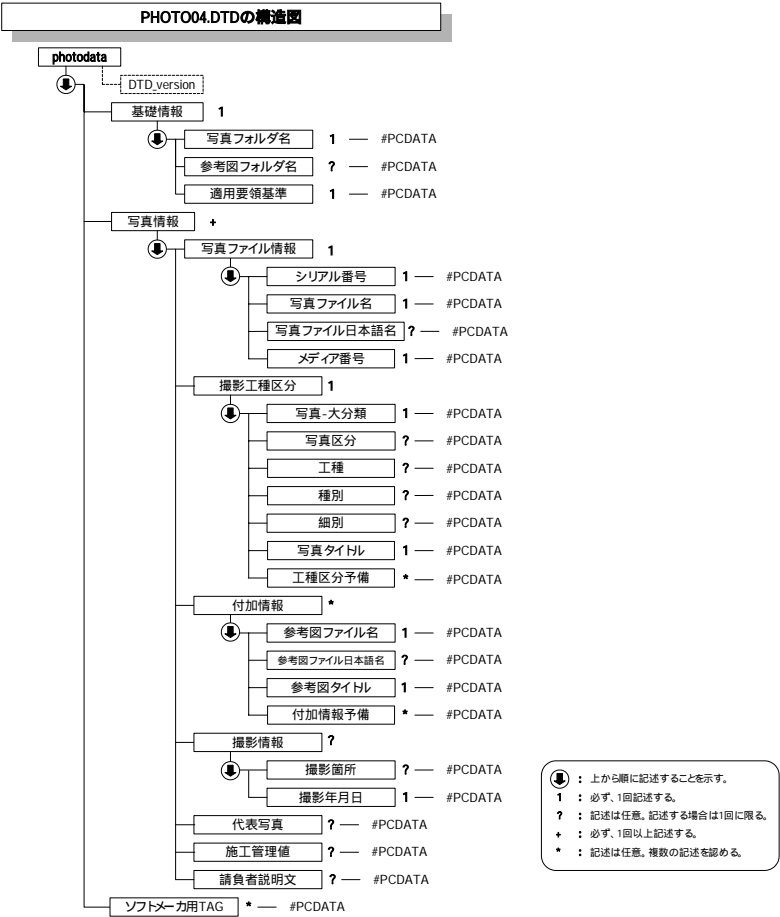 PHOTO04.DTDの構造図
photodata
DTD_version
基礎情報 1
写真フォルダ名 1 #PCDATA
参考図フォルダ名 ? #PCDATA
適用要領基準 1 #PCDATA
写真情報 +
写真ファイル情報 1
シリアル番号 1 #PCDATA
写真ファイル名 1 #PCDATA
写真ファイル日本語名 ? #PCDATA
メディア番号 1 #PCDATA
撮影工種区分 1
写真-大分類 1 #PCDATA
写真区分 ? #PCDATA
工種 ? #PCDATA
種別 ? #PCDATA
細別 ? #PCDATA
写真タイトル 1 #PCDATA
工種区分予備 * #PCDATA
付加情報 *
参考図ファイル名 1 #PCDATA
参考図ファイル日本語名 ? #PCDATA
参考図タイトル 1 #PCDATA
付加情報予備 * #PCDATA
撮影情報 ?
撮影箇所 ? #PCDATA
撮影年月日 1 #PCDATA
代表写真 ? #PCDATA
施工管理値 ? #PCDATA
請負者説明文 ? #PCDATA
ソフトメーカ用TAG * #PCDATA
: 上から順に記述することを示す。
1 : 必ず、1回記述する。
? : 記述は任意。記述する場合は1回に限る。
+ : 必ず、1回以上記述する。
* : 記述は任意。複数の記述を認める。